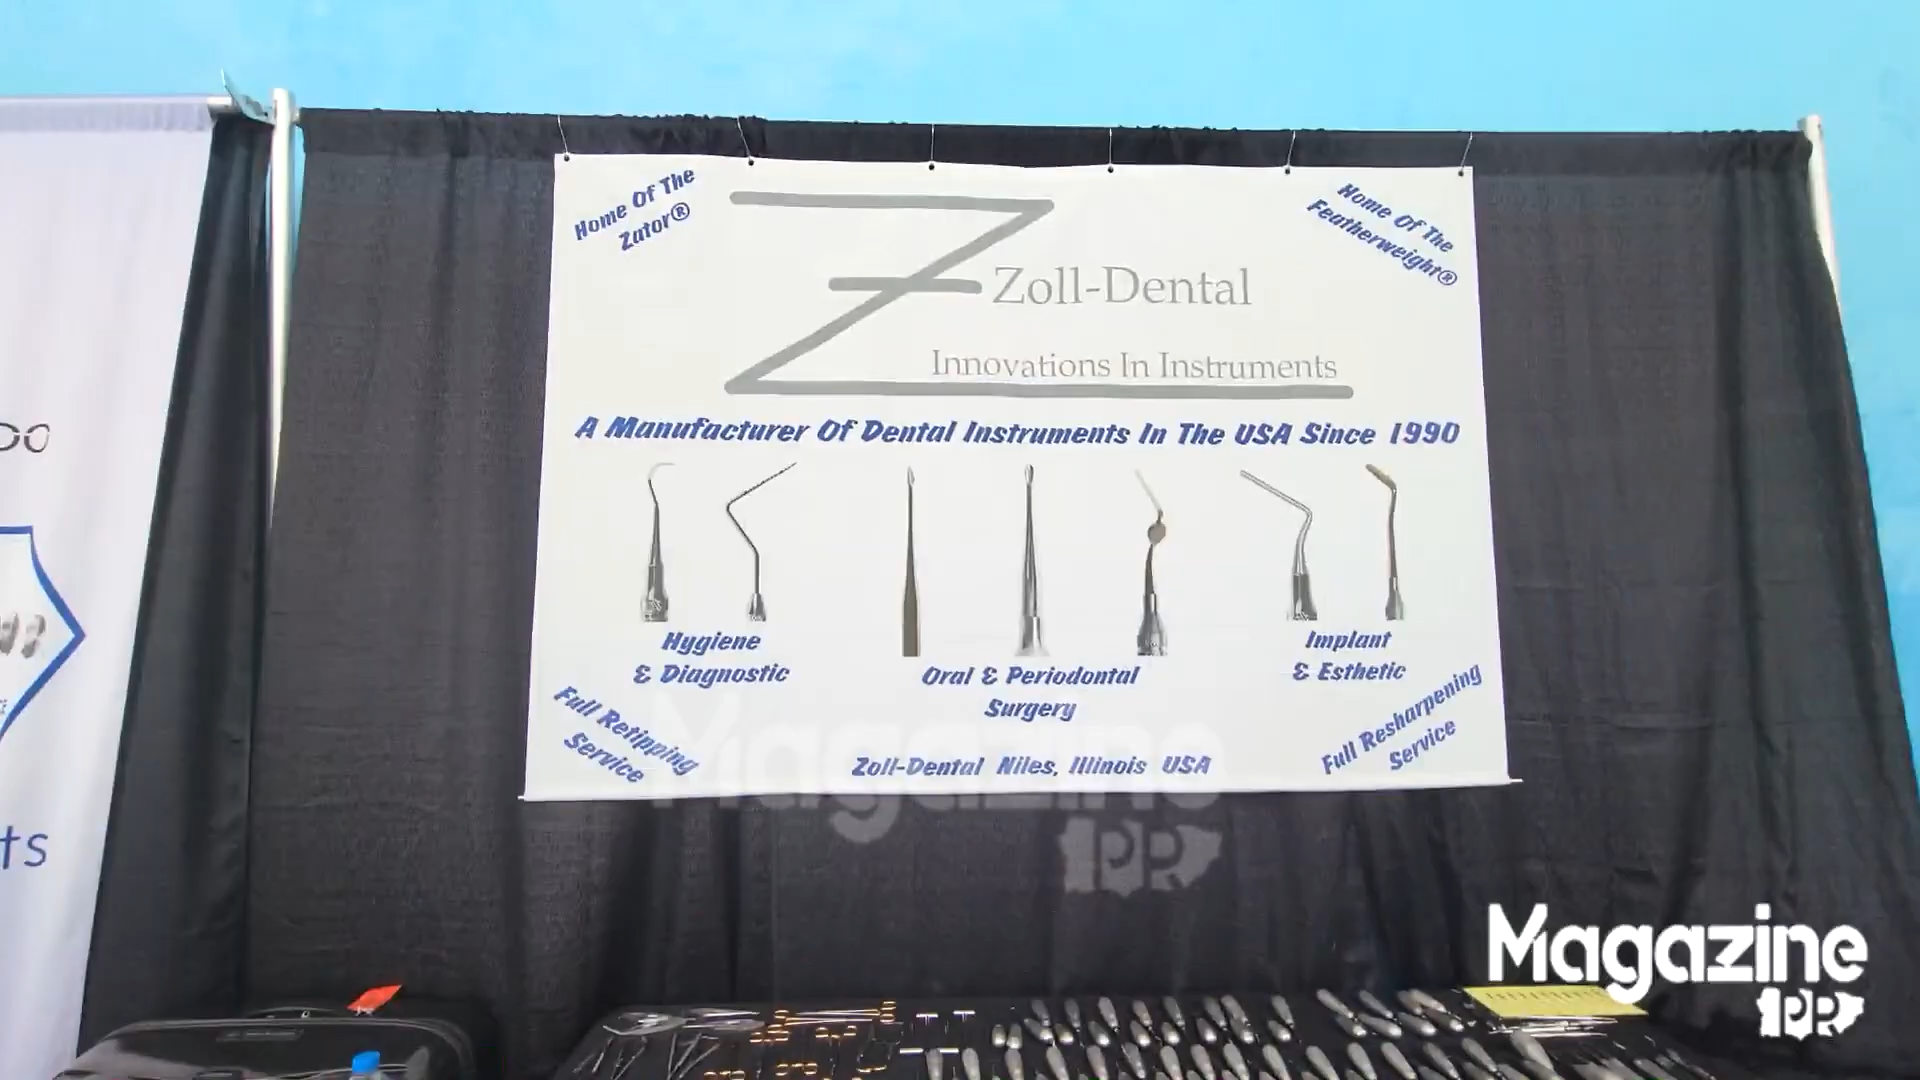 Home Of The
Zator®
Home Of The
Featherweight®
Zoll-Dental
Innovations In Instruments
A Manufacturer Of Dental Instruments In The USA Since 1990
Hygiene
& Diagnostic
Oral & Periodontal
Surgery
Implant
& Esthetic
Full Retipping
Service
Full Resharpening
Service
Zoll-Dental Niles, Illinois USA
ts
Magazine
PR
Magazine
PR